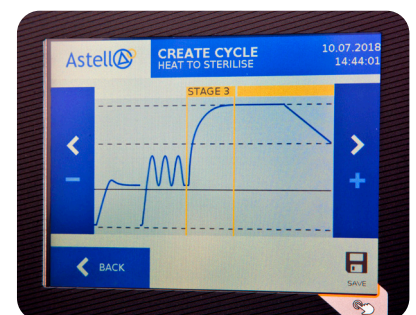 Astell
CREATE CYCLE
HEAT TO STERILISE
10.07.2018
14:44:01
STAGE 3
BACK
SAVE